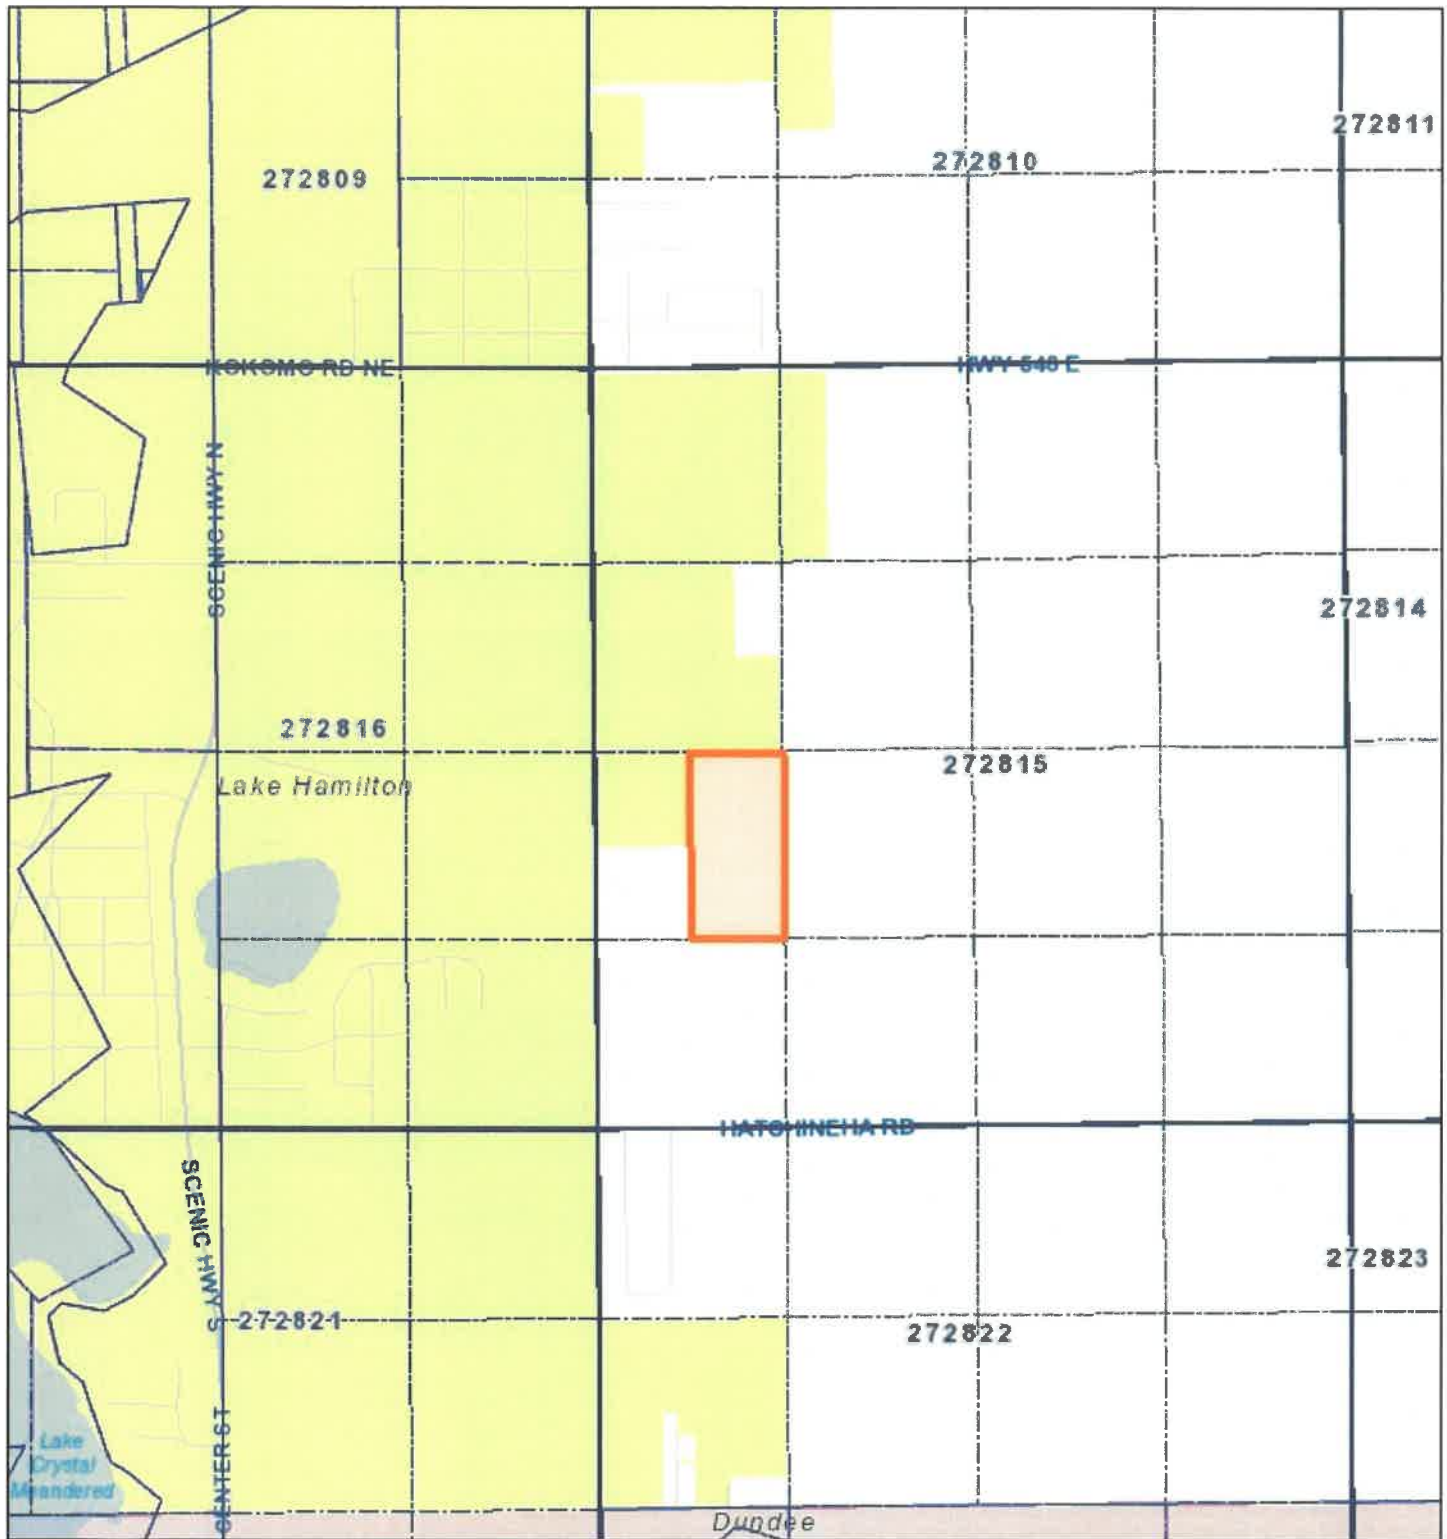 272811
272810
272809
KOKOMO RD NE
HWY 546 E
SCENIC HWY N
272814
272816
272815
Lake Hamilton
HATCHINEHA RD
SCENIC HWY S
272823
272821
272822
CENTER ST
Lake
Crystal
Meandered
Dundee